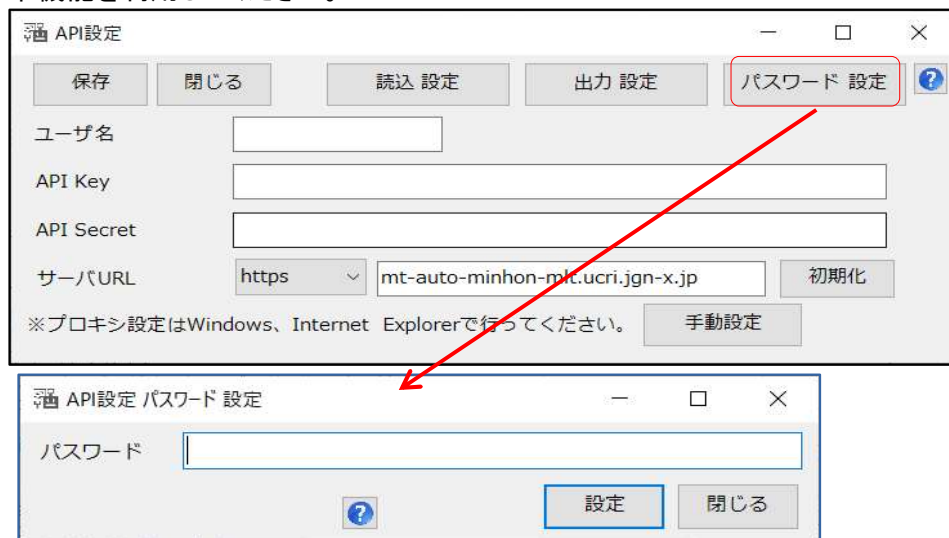 API設定
保存 閉じる 読込 設定 出力 設定 パスワード 設定
ユーザ名
API Key
API Secret
サーバURL https mt-auto-minhon-mlt.ucri.jgn-x.jp 初期化
※プロキシ設定はWindows、Internet Explorerで行ってください。 手動設定
API設定 パスワード 設定
パスワード
設定 閉じる